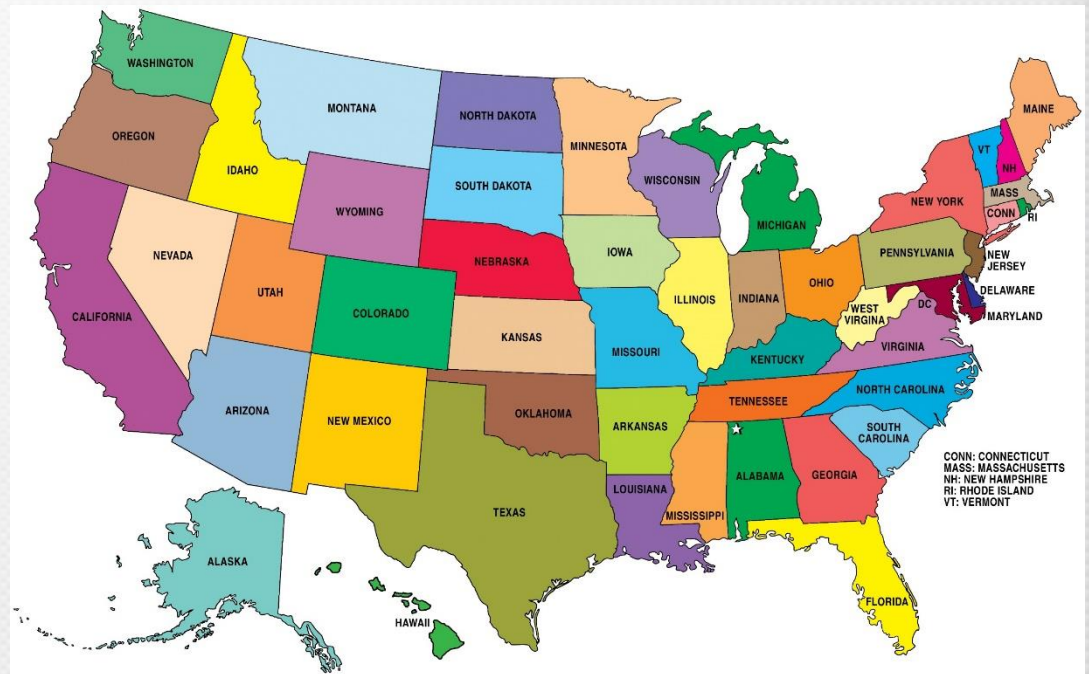 WASHINGTON
OREGON
IDAHO
MONTANA
NORTH DAKOTA
MINNESOTA
SOUTH DAKOTA
WYOMING
WISCONSIN
MICHIGAN
MAINE
VT
NH
NEW YORK
MASS
CONN
RI
CALIFORNIA
NEVADA
UTAH
COLORADO
NEBRASKA
IOWA
ILLINOIS
INDIANA
OHIO
PENNSYLVANIA
NEW
JERSEY
DELAWARE
MARYLAND
DC
WEST
VIRGINA
VIRGINIA
KANSAS
MISSOURI
KENTUCKY
ARIZONA
NEW MEXICO
OKLAHOMA
ARKANSAS
TENNESSEE
NORTH CAROLINA
SOUTH
CAROLINA
TEXAS
LOUISIANA
MISSISSIPPI
ALABAMA
GEORGIA
FLORIDA
ALASKA
HAWAII
CONN: CONNECTICUT
MASS: MASSACHUSETTS
NH: NEW HAMPSHIRE
RI: RHODE ISLAND
VT: VERMONT